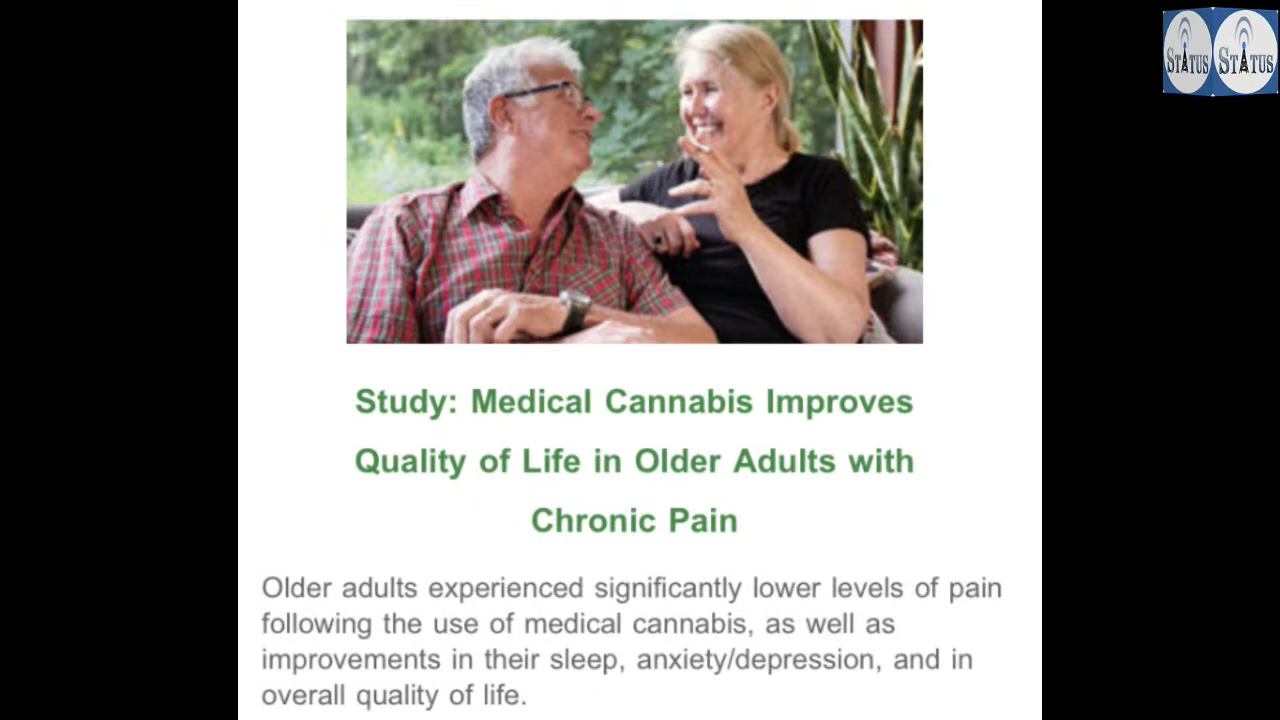 STATUS STATUS
Study: Medical Cannabis Improves
Quality of Life in Older Adults with
Chronic Pain
Older adults experienced significantly lower levels of pain
following the use of medical cannabis, as well as
improvements in their sleep, anxiety/depression, and in
overall quality of life.